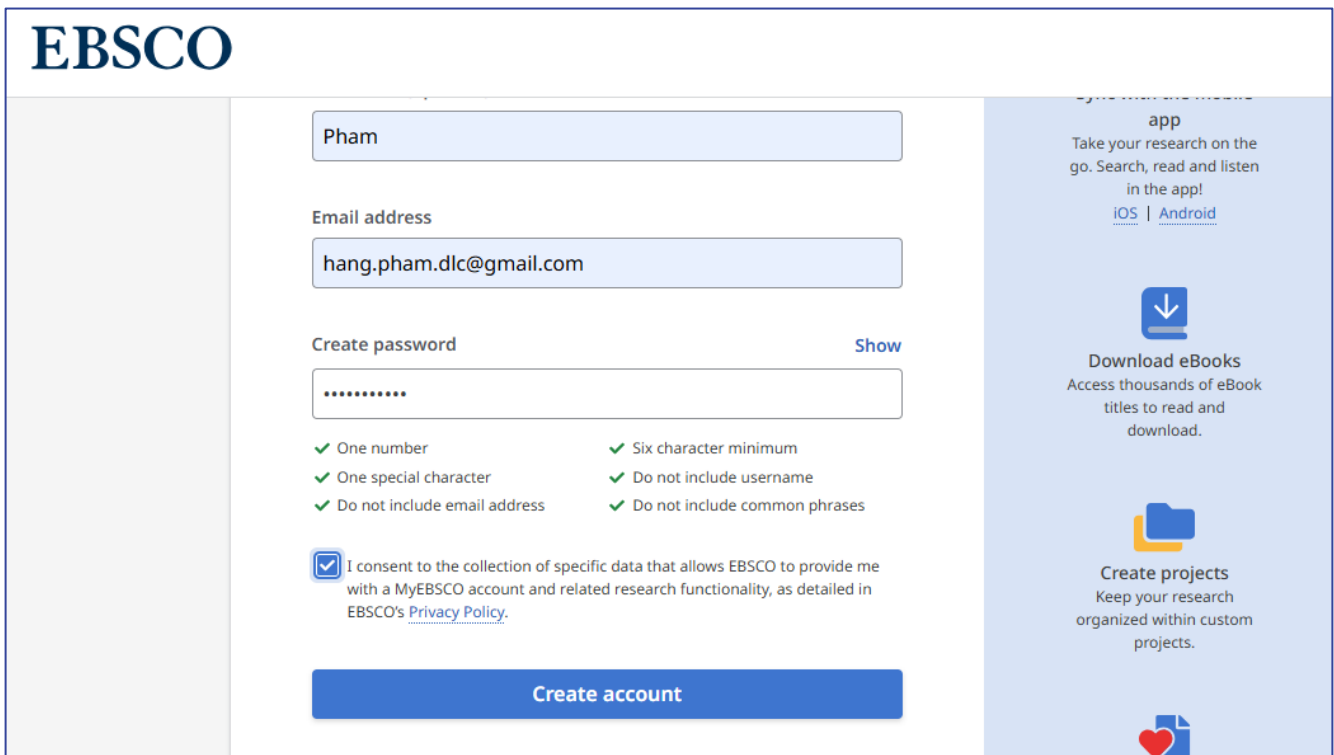 EBSCO
Pham
Email address
hang.pham.dlc@gmail.com
Create password
Show
•••••••••••
One number
Six character minimum
One special character
Do not include username
Do not include email address
Do not include common phrases
I consent to the collection of specific data that allows EBSCO to provide me
with a MyEBSCO account and related research functionality, as detailed in
EBSCO's Privacy Policy.
Create account
Sync with the mobile
app
Take your research on the
go. Search, read and listen
in the app!
iOS | Android
Download eBooks
Access thousands of eBook
titles to read and
download.
Create projects
Keep your research
organized within custom
projects.